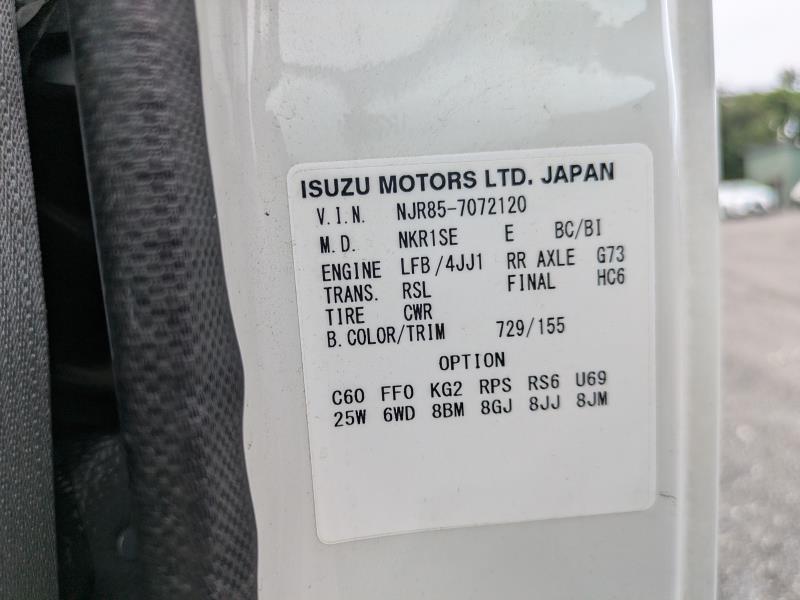 ISUZU MOTORS LTD. JAPAN
V.I.N. NJR85-7072120
M.D. NKR1SE E BC/BI
ENGINE LFB/4JJ1 RR AXLE G73
TRANS. RSL FINAL HC6
TIRE CWR
B.COLOR/TRIM 729/155
OPTION
C60 FF0 KG2 RPS RS6 U69
25W 6WD 8BM 8GJ 8JJ 8JM